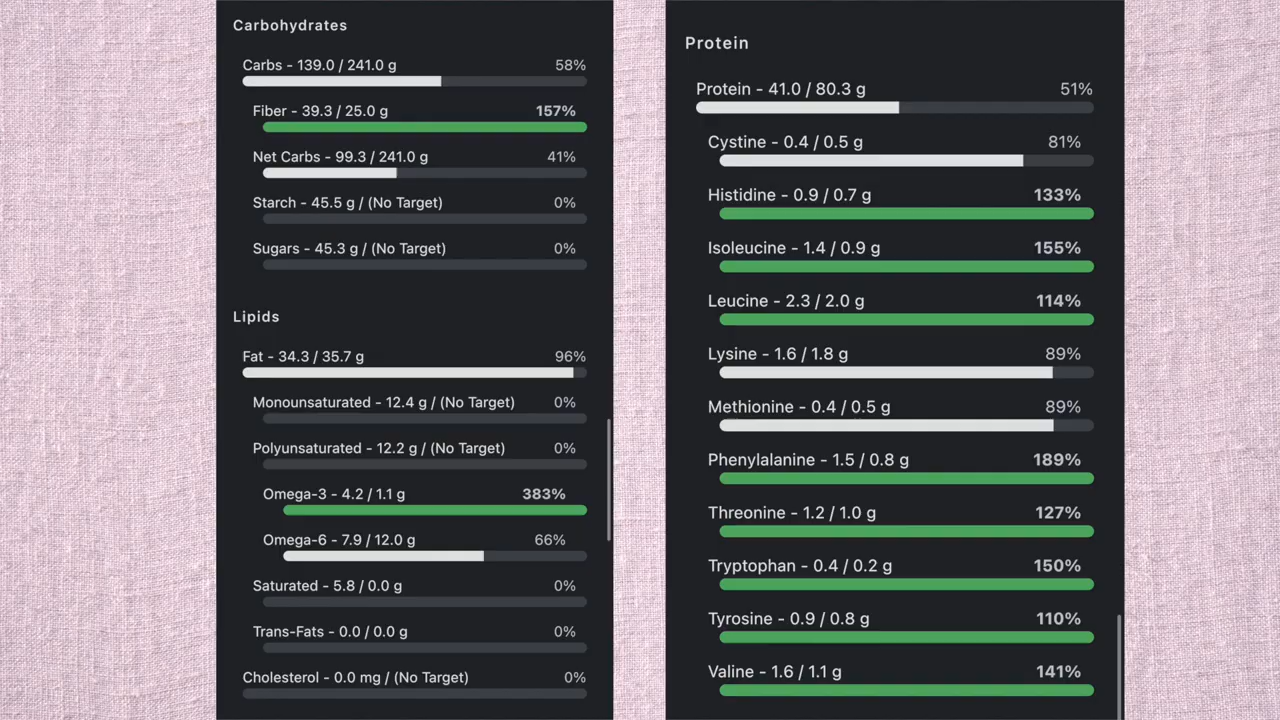 Carbohydrates
Carbs - 139.0 / 241.0 g 58%
Fiber - 39.3 / 25.0 g 157%
Net Carbs - 99.3 / 241.0 g 41%
Starch - 45.5 g / (No Target) 0%
Sugars - 45.3 g / (No Target) 0%
Lipids
Fat - 34.3 / 35.7 g 96%
Monounsaturated - 12.4 g / (No Target) 0%
Polyunsaturated - 12.2 g / (No Target) 0%
Omega-3 - 4.2 / 1.1 g 383%
Omega-6 - 7.9 / 12.0 g 66%
Saturated - 5.8 / 0.0 g 0%
Trans-Fats - 0.0 / 0.0 g 0%
Cholesterol - 0.0 mg / (No Target) 0%
Protein
Protein - 41.0 / 80.3 g 51%
Cystine - 0.4 / 0.5 g 81%
Histidine - 0.9 / 0.7 g 133%
Isoleucine - 1.4 / 0.9 g 155%
Leucine - 2.3 / 2.0 g 114%
Lysine - 1.6 / 1.8 g 89%
Methionine - 0.4 / 0.5 g 89%
Phenylalanine - 1.5 / 0.8 g 189%
Threonine - 1.2 / 1.0 g 127%
Tryptophan - 0.4 / 0.2 g 150%
Tyrosine - 0.9 / 0.8 g 110%
Valine - 1.6 / 1.1 g 141%